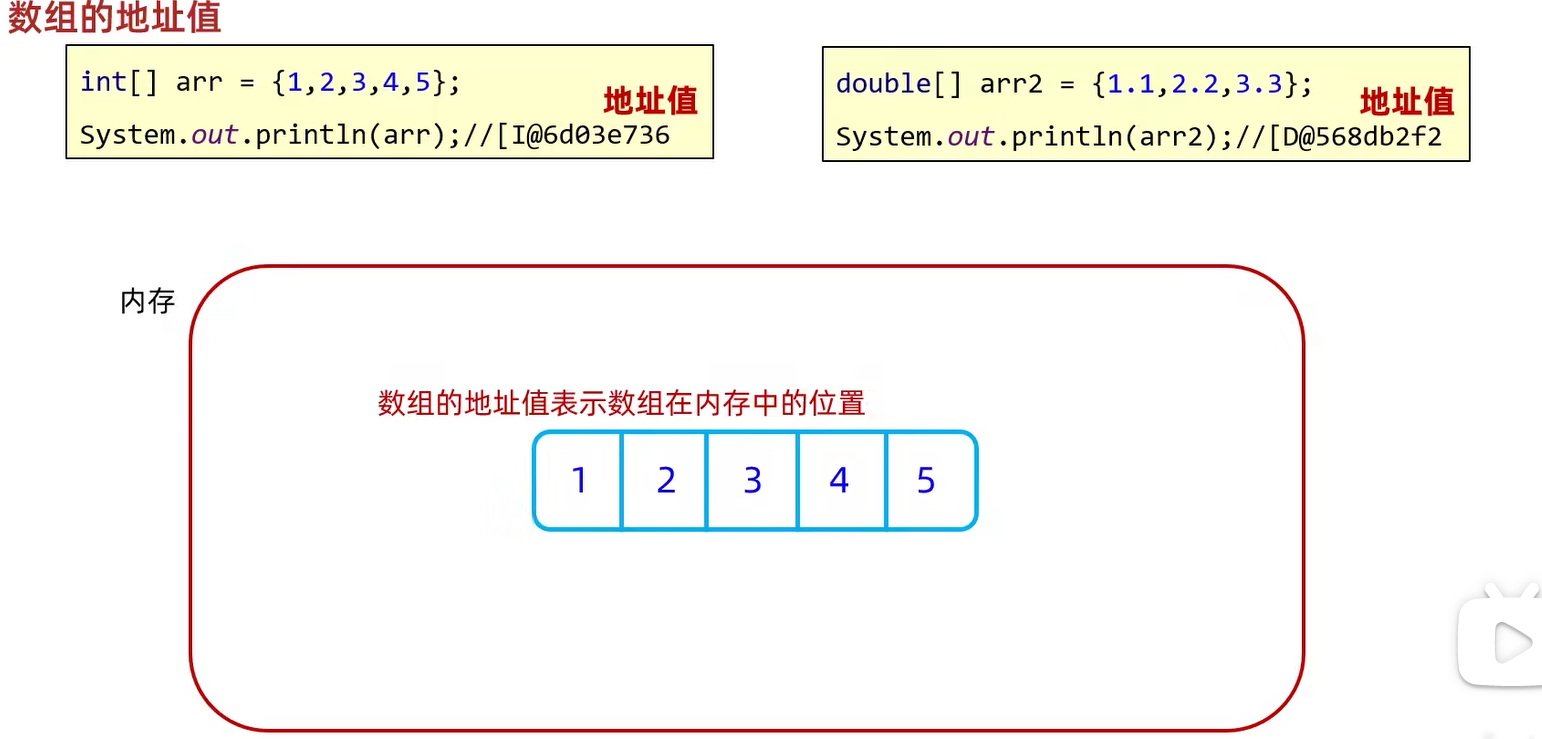 数组的地址值
int[] arr = {1,2,3,4,5};
地址值
System.out.println(arr);//[I@6d03e736
double[] arr2 = {1.1,2.2,3.3};
地址值
System.out.println(arr2);//[D@568db2f2
内存
数组的地址值表示数组在内存中的位置
1 2 3 4 5